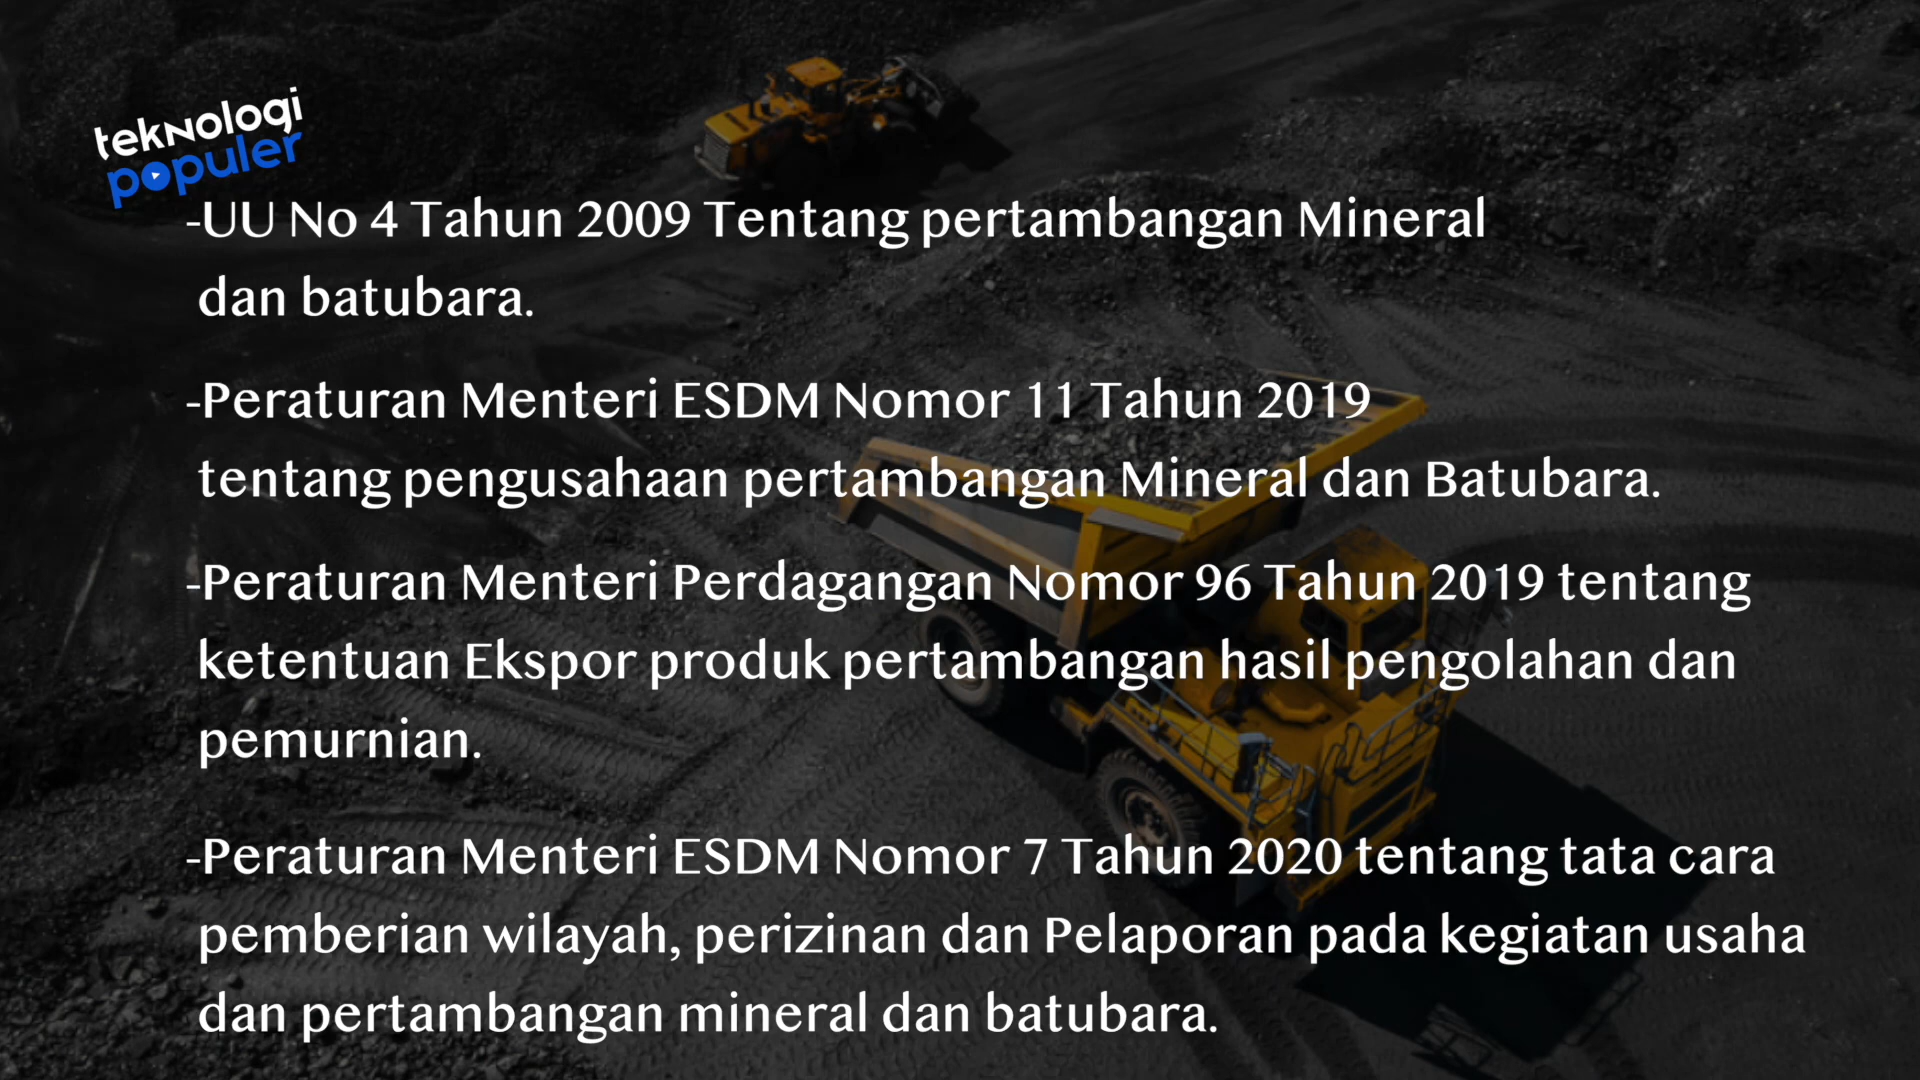 tekNologi
populer
-UU No 4 Tahun 2009 Tentang pertambangan Mineral
dan batubara.
-Peraturan Menteri ESDM Nomor 11 Tahun 2019
tentang pengusahaan pertambangan Mineral dan Batubara.
-Peraturan Menteri Perdagangan Nomor 96 Tahun 2019 tentang
ketentuan Ekspor produk pertambangan hasil pengolahan dan
pemurnian.
-Peraturan Menteri ESDM Nomor 7 Tahun 2020 tentang tata cara
pemberian wilayah, perizinan dan Pelaporan pada kegiatan usaha
dan pertambangan mineral dan batubara.